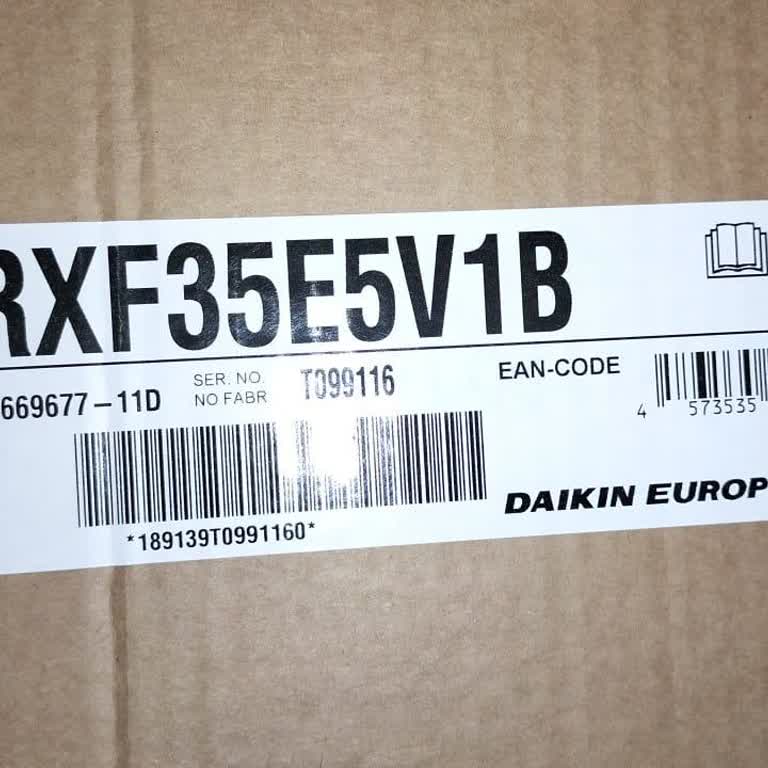 RXF35E5V1B
669677-11D
SER. NO.
NO FABR
T099116
EAN-CODE
4 573535
*189139T0991160*
DAIKIN EUROP